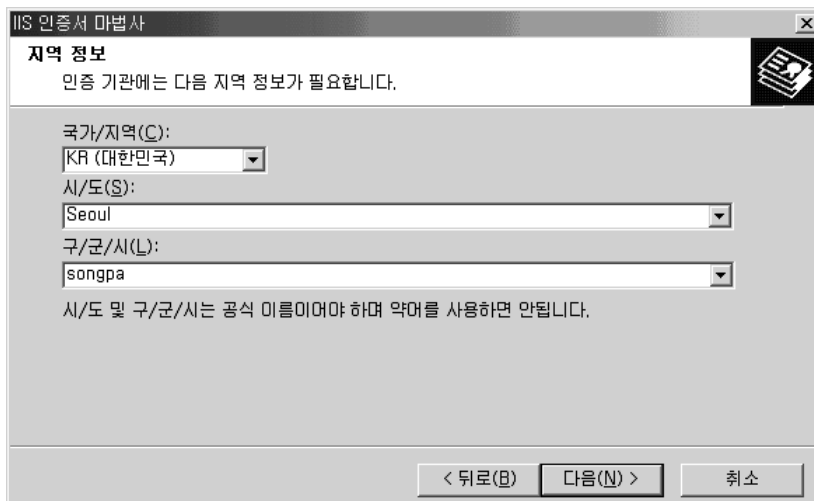 IIS 인증서 마법사
지역 정보
인증 기관에는 다음 지역 정보가 필요합니다.
국가/지역(C):
KR (대한민국)
시/도(S):
Seoul
구/군/시(L):
songpa
시/도 및 구/군/시는 공식 이름이어야 하며 약어를 사용하면 안됩니다.
< 뒤로(B) 다음(N) > 취소